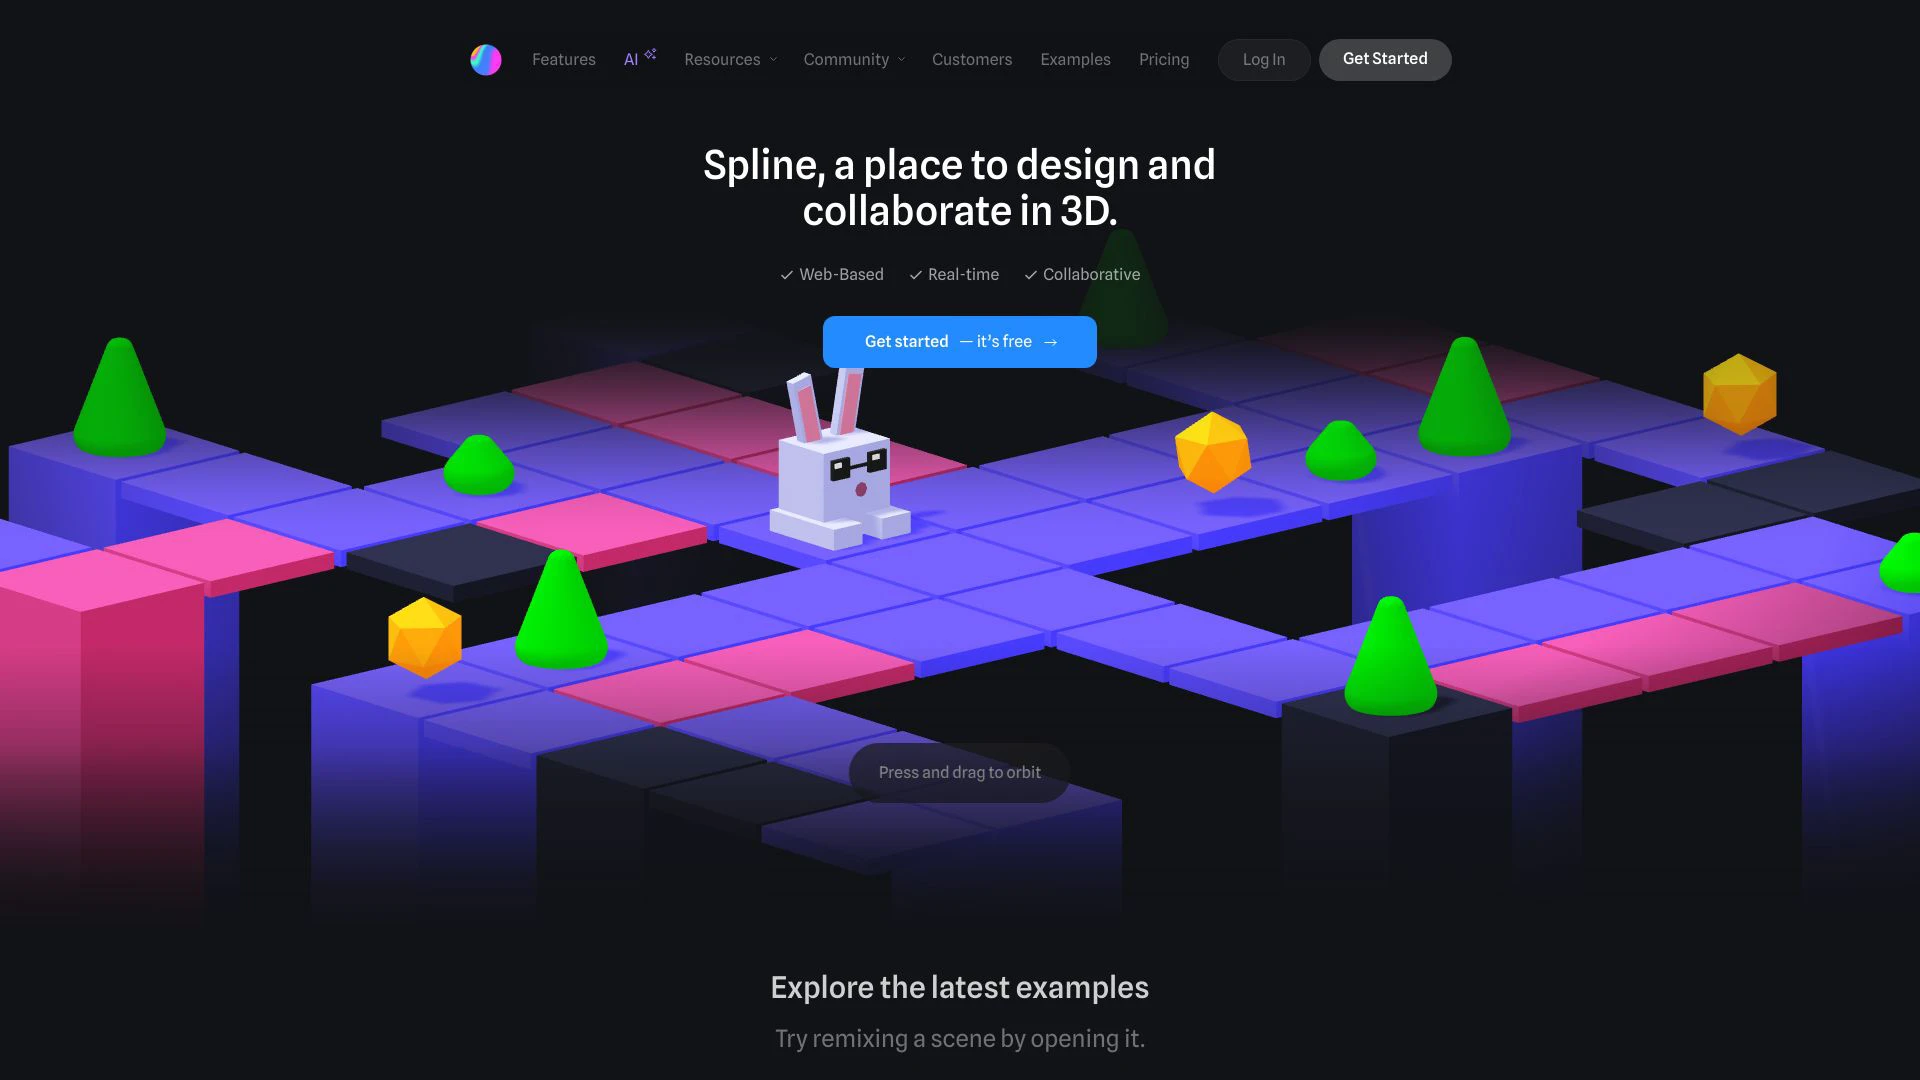 Features AI Resources Community Customers Examples Pricing Log In Get Started
Spline, a place to design and
collaborate in 3D.
Web-Based Real-time Collaborative
Get started — it’s free →
Press and drag to orbit
Explore the latest examples
Try remixing a scene by opening it.